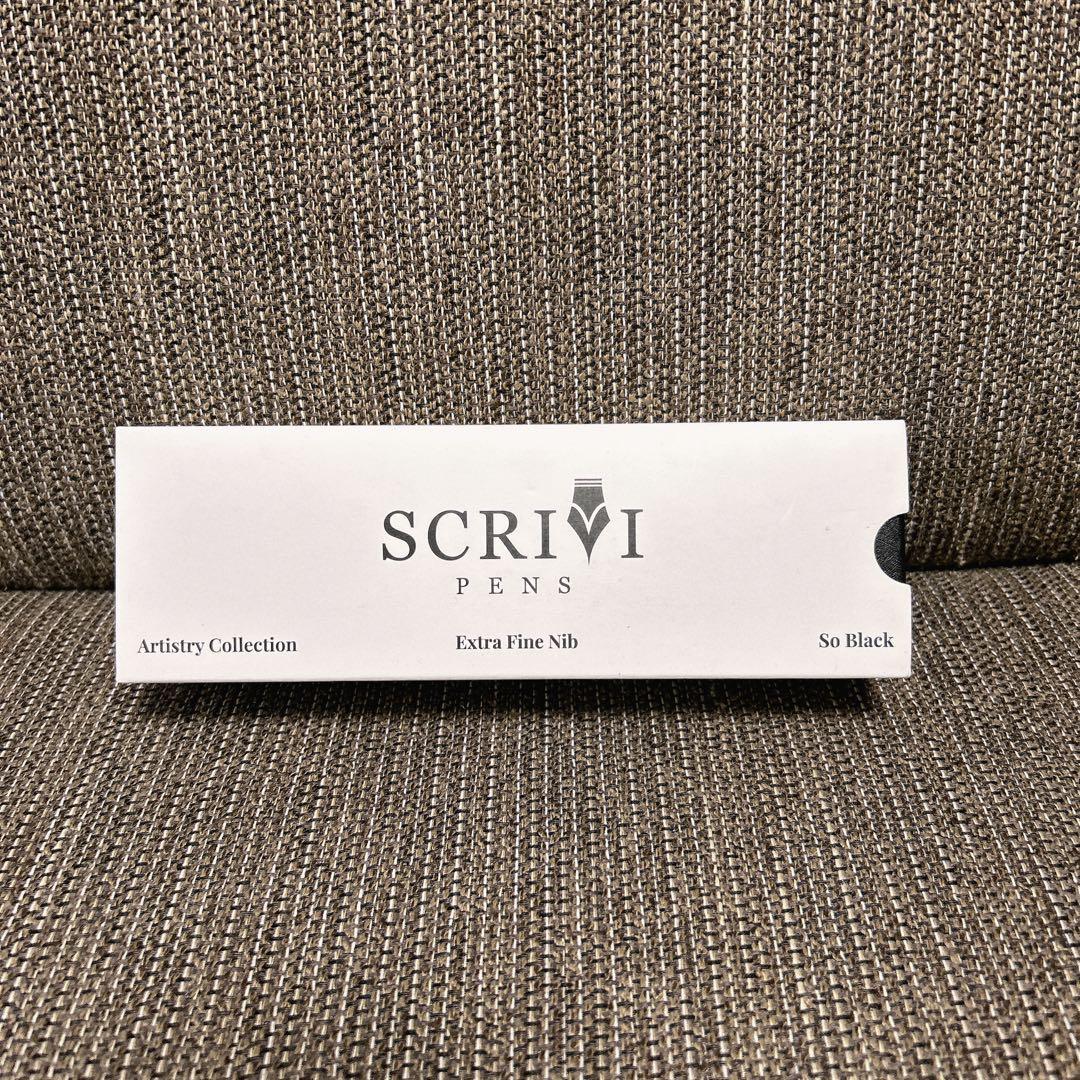 SCRIVI
PENS
Artistry Collection Extra Fine Nib So Black